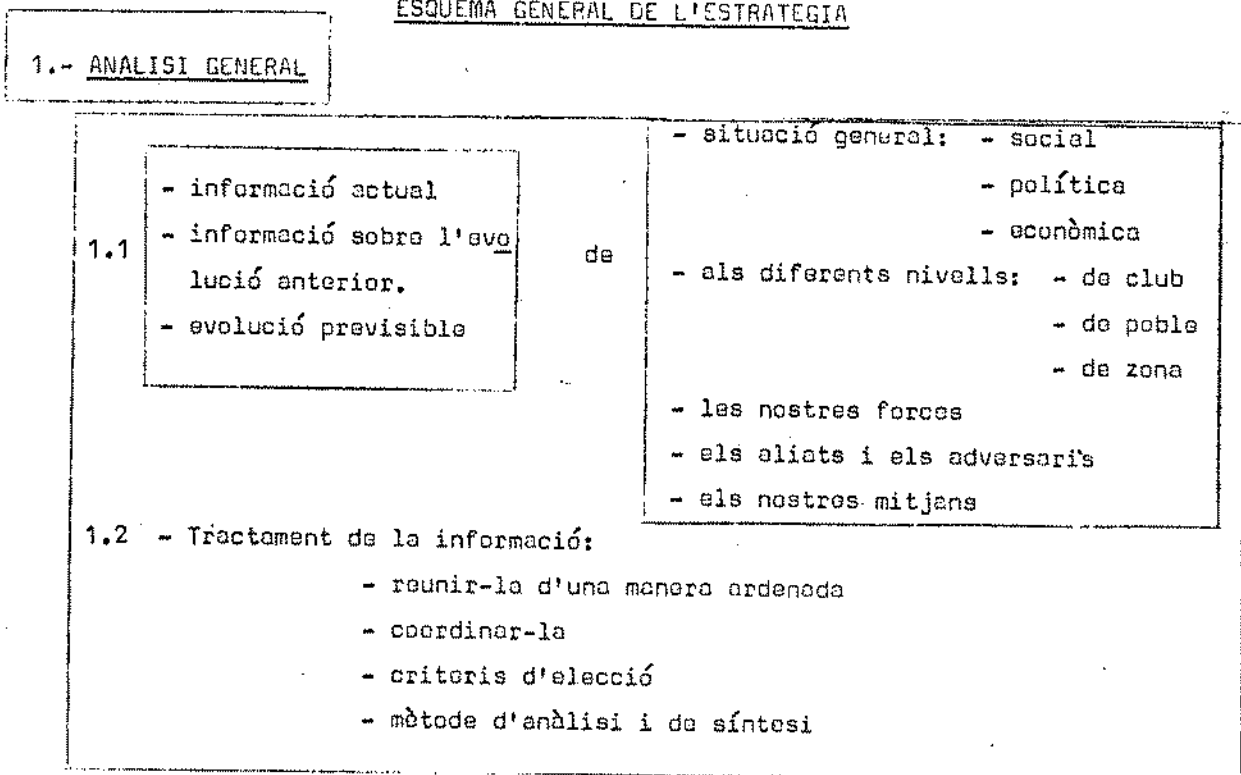 ESQUEMA GENERAL DE L'ESTRATEGIA
1.- ANALISI GENERAL
1.1
- informació actual
- informació sobre l'evo
lució anterior.
- evolució previsible
de
- situació general: - social
- política
- econòmica
- als diferents nivells: - de club
- de poble
- de zona
- les nostres forces
- els aliats i els adversaris
- els nostres mitjans
1.2 - Tractament de la informació:
- reunir-la d'una manera ordenada
- coordinar-la
- criteris d'elecció
- mètode d'anàlisi i de síntesi